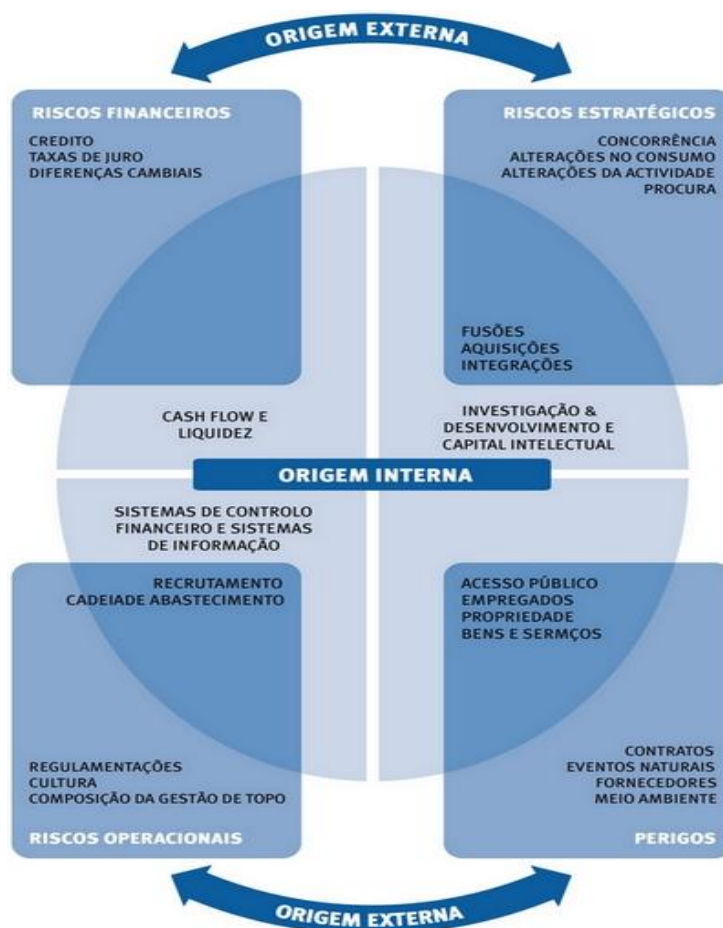 ORIGEM EXTERNA
RISCOS FINANCEIROS
CREDITO
TAXAS DE JURO
DIFERENÇAS CAMBIAIS
RISCOS ESTRATÉGICOS
CONCORRÊNCIA
ALTERAÇÕES NO CONSUMO
ALTERAÇÕES DA ACTIVIDADE
PROCURA
FUSÕES
AQUISIÇÕES
INTEGRAÇÕES
CASH FLOW E
LIQUIDEZ
INVESTIGAÇÃO &
DESENVOLVIMENTO E
CAPITAL INTELECTUAL
ORIGEM INTERNA
SISTEMAS DE CONTROLO
FINANCEIRO E SISTEMAS
DE INFORMAÇÃO
RECRUTAMENTO
CADEIADE ABASTECIMENTO
ACESSO PÚBLICO
EMPREGADOS
PROPRIEDADE
BENS E SERMÇOS
REGULAMENTAÇÕES
CULTURA
COMPOSIÇÃO DA GESTÃO DE TOPO
RISCOS OPERACIONAIS
CONTRATOS
EVENTOS NATURAIS
FORNECEDORES
MEIO AMBIENTE
PERIGOS
ORIGEM EXTERNA